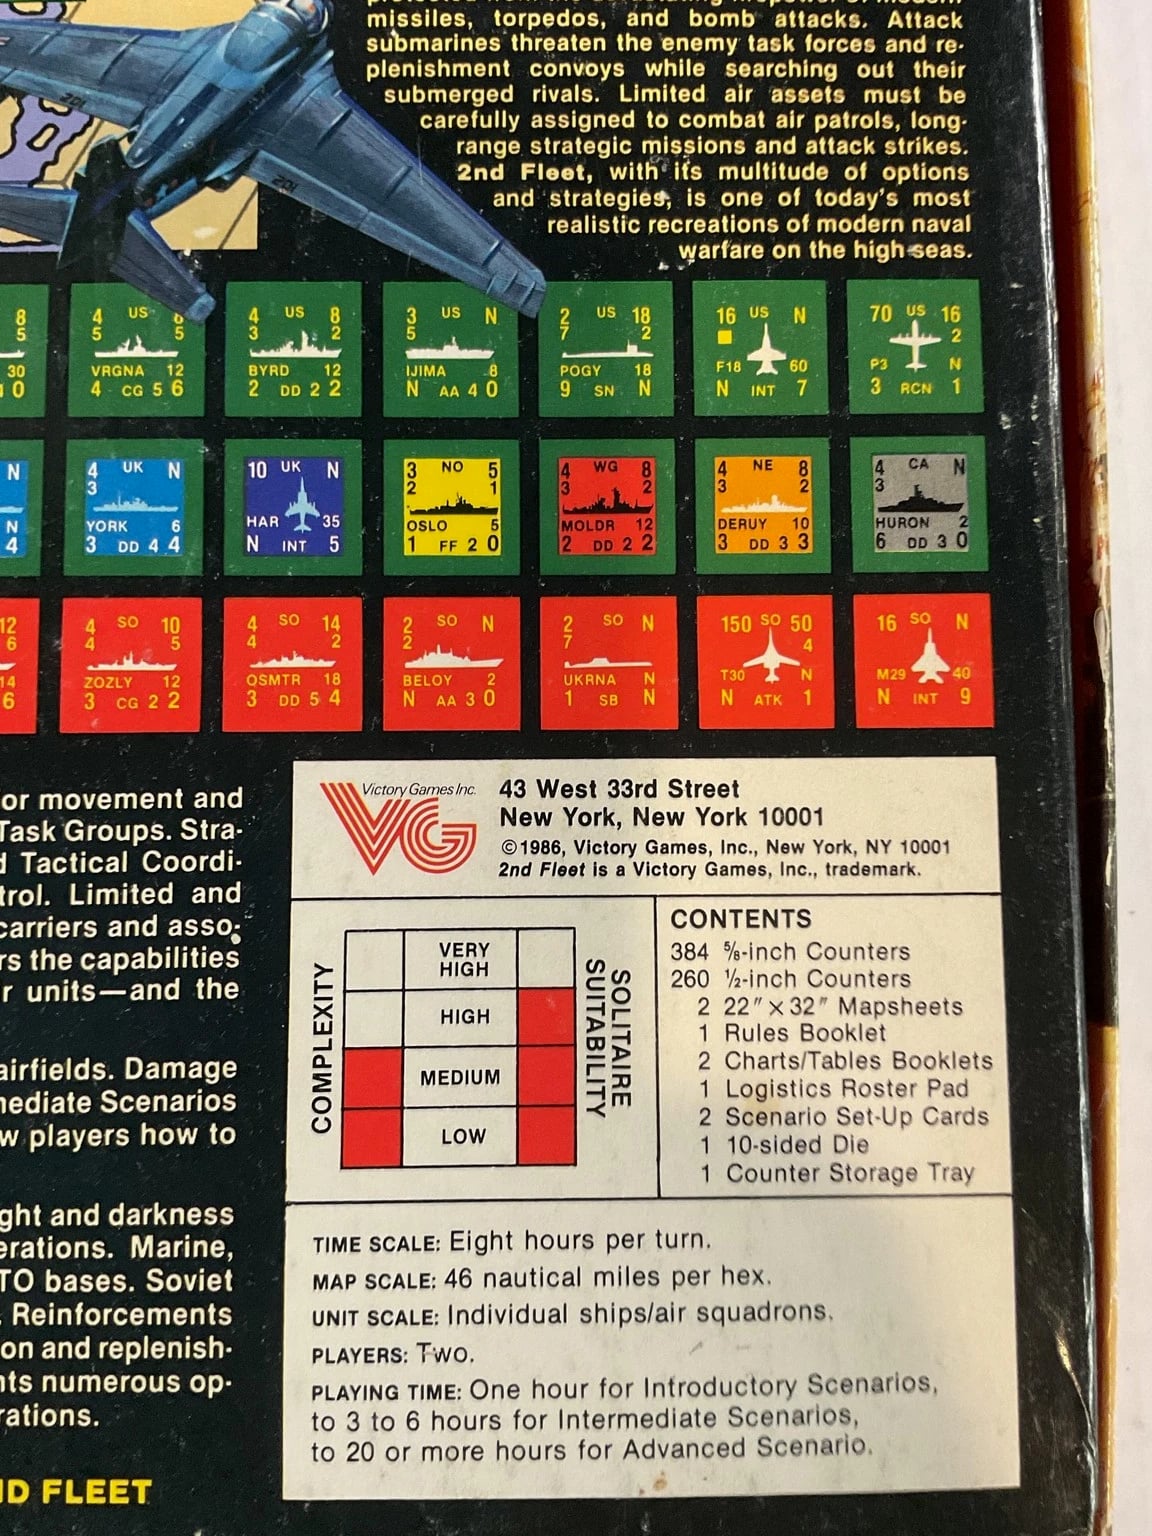 missiles, torpedos, and bomb attacks. Attack
submarines threaten the enemy task forces and re-
plenishment convoys while searching out their
submerged rivals. Limited air assets must be
carefully assigned to combat air patrols, long-
range strategic missions and attack strikes.
2nd Fleet, with its multitude of options
and strategies, is one of today's most
realistic recreations of modern naval
warfare on the high seas.
201
201
8
5
30
0
4 US 8
5 5
VRGNA 12
4 CG 5 6
4 US 8
3 2
BYRD 12
2 DD 2 2
3 US N
5
IJIMA 8
N AA 4 0
2 US 18
7 2
POGY 18
9 SN N
16 US N
F18 60
N INT 7
70 US 16
2
P3 N
3 RCN 1
N
N
4
4 UK N
3
YORK 6
3 DD 4 4
10 UK N
HAR 35
N INT 5
3 NO 5
2 1
OSLO 5
1 FF 2 0
4 WG 8
3 2
MOLDR 12
2 DD 2 2
4 NE 8
3 2
DERUY 10
3 DD 3 3
4 CA N
3
HURON 2
6 DD 3 0
12
6
14
6
4 SO 10
4 5
ZOZLY 12
3 CG 2 2
4 SO 14
4 2
OSMTR 18
3 DD 5 4
2 SO N
2
BELOY 2
N AA 3 0
2 SO N
7
UKRNA N
1 SB N
150 SO 50
4
T30 N
N ATK 1
16 SO N
M29 40
N INT 9
or movement and
Task Groups. Stra-
Tactical Coordi-
trol. Limited and
carriers and asso-
rs the capabilities
r units—and the
airfields. Damage
mediate Scenarios
w players how to
ght and darkness
erations. Marine,
TO bases. Soviet
Reinforcements
on and replenish-
nts numerous op-
rations.
ND FLEET
Victory Games Inc.
VG
43 West 33rd Street
New York, New York 10001
©1986, Victory Games, Inc., New York, NY 10001
2nd Fleet is a Victory Games, Inc., trademark.
COMPLEXITY
VERY
HIGH
HIGH
MEDIUM
LOW
SOLITAIRE
SUITABILITY
CONTENTS
384 ⅝-inch Counters
260 ½-inch Counters
2 22" × 32" Mapsheets
1 Rules Booklet
2 Charts/Tables Booklets
1 Logistics Roster Pad
2 Scenario Set-Up Cards
1 10-sided Die
1 Counter Storage Tray
TIME SCALE: Eight hours per turn.
MAP SCALE: 46 nautical miles per hex.
UNIT SCALE: Individual ships/air squadrons.
PLAYERS: Two.
PLAYING TIME: One hour for Introductory Scenarios,
to 3 to 6 hours for Intermediate Scenarios,
to 20 or more hours for Advanced Scenario.